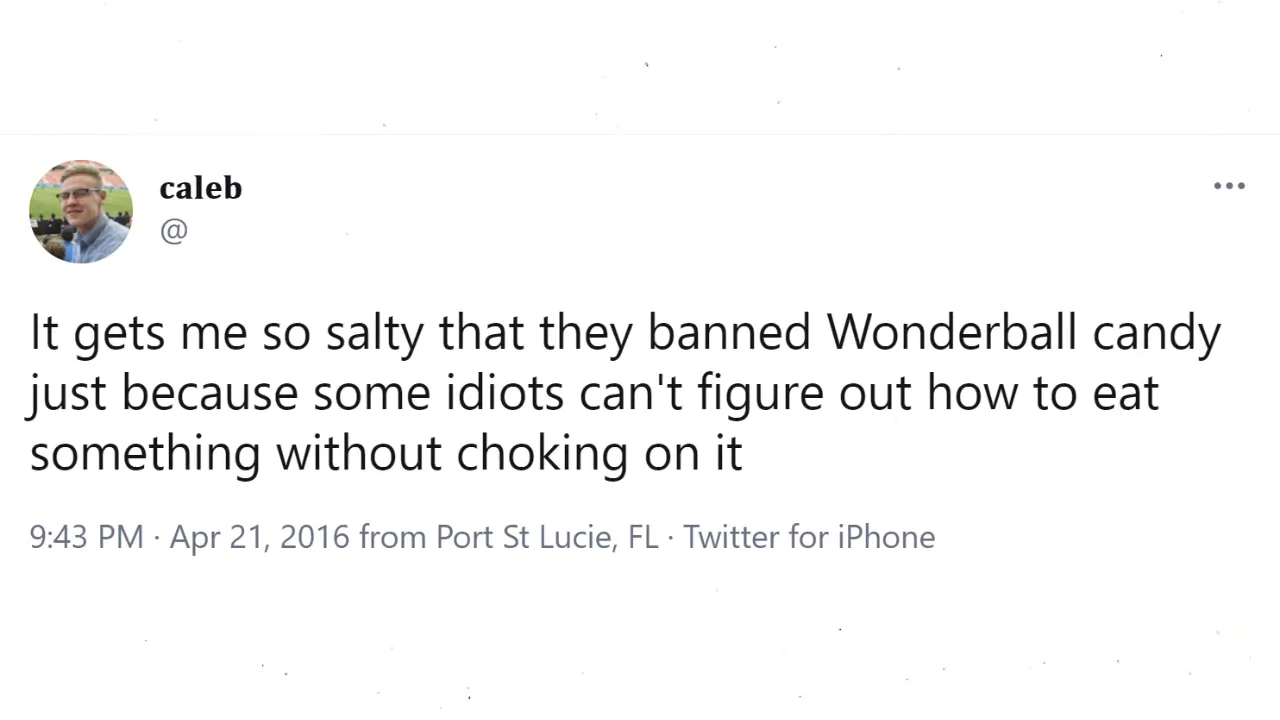 caleb
@
It gets me so salty that they banned Wonderball candy
just because some idiots can't figure out how to eat
something without choking on it
9:43 PM · Apr 21, 2016 from Port St Lucie, FL · Twitter for iPhone